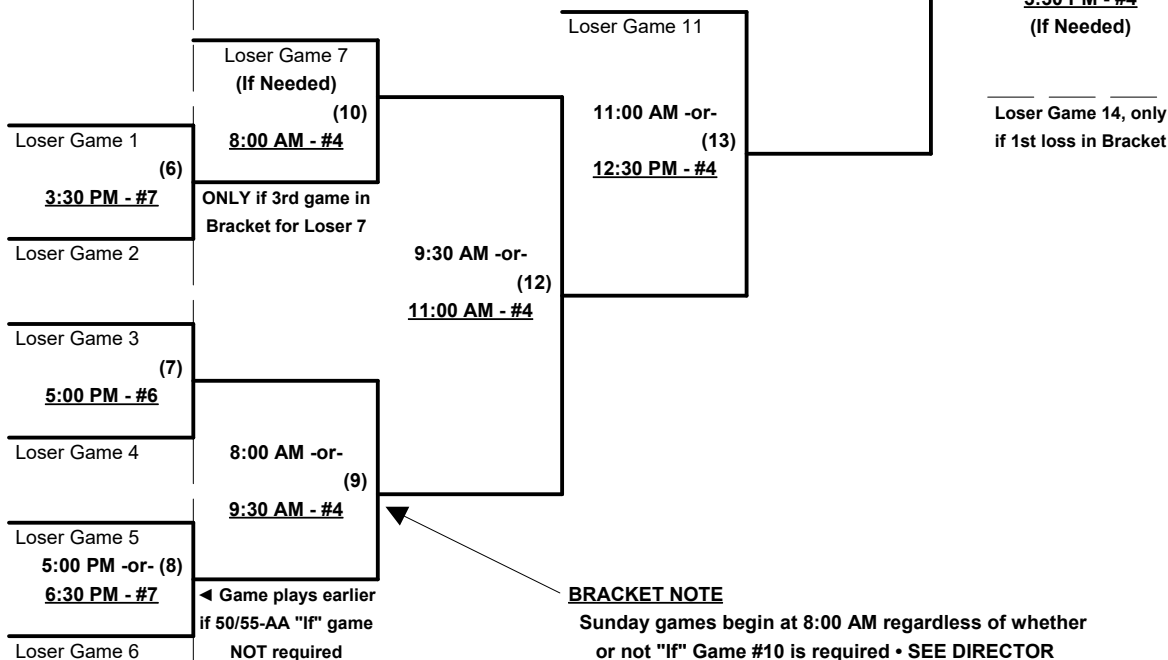 3:30 PM - #4
(If Needed)
Loser Game 11
Loser Game 7
(If Needed)
(10)
8:00 AM - #4
11:00 AM -or-
(13)
12:30 PM - #4
Loser Game 14, only
if 1st loss in Bracket
Loser Game 1
(6)
3:30 PM - #7
ONLY if 3rd game in
Bracket for Loser 7
Loser Game 2
9:30 AM -or-
(12)
11:00 AM - #4
Loser Game 3
(7)
5:00 PM - #6
Loser Game 4
8:00 AM -or-
(9)
9:30 AM - #4
Loser Game 5
5:00 PM -or- (8)
6:30 PM - #7
◄ Game plays earlier
if 50/55-AA "If" game
NOT required
Loser Game 6
BRACKET NOTE
Sunday games begin at 8:00 AM regardless of whether
or not "If" Game #10 is required • SEE DIRECTOR